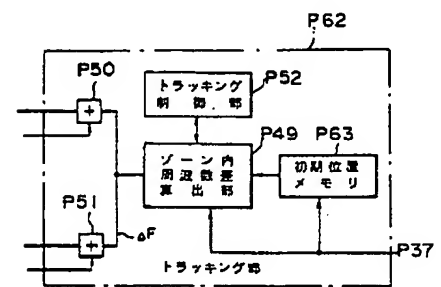 P62
P50
+
トラッキング
制御部
P52
P49
P63
ゾーン内
周波数差
算出部
初期位置
メモリ
P51
+
ΔF
P37
トラッキング部